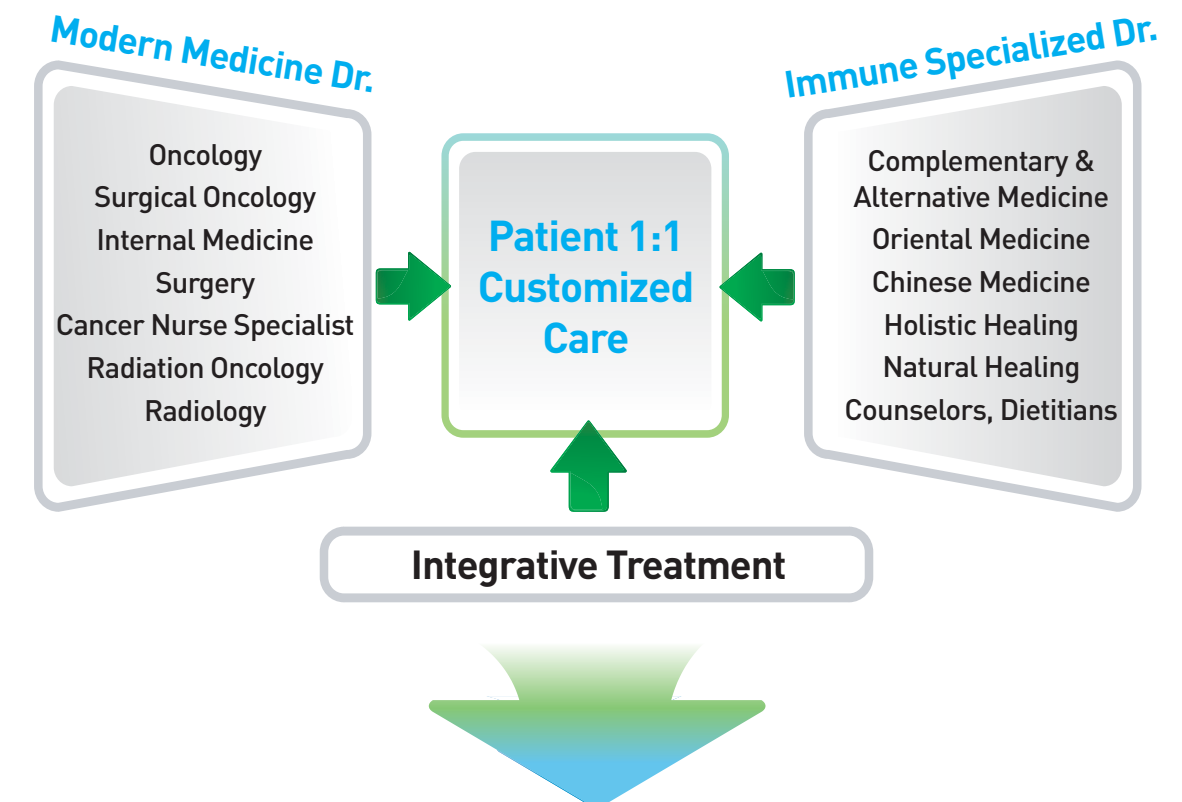 Modern Medicine Dr.
Oncology
Surgical Oncology
Internal Medicine
Surgery
Cancer Nurse Specialist
Radiation Oncology
Radiology
Patient 1:1
Customized
Care
Immune Specialized Dr.
Complementary &
Alternative Medicine
Oriental Medicine
Chinese Medicine
Holistic Healing
Natural Healing
Counselors, Dietitians
Integrative Treatment